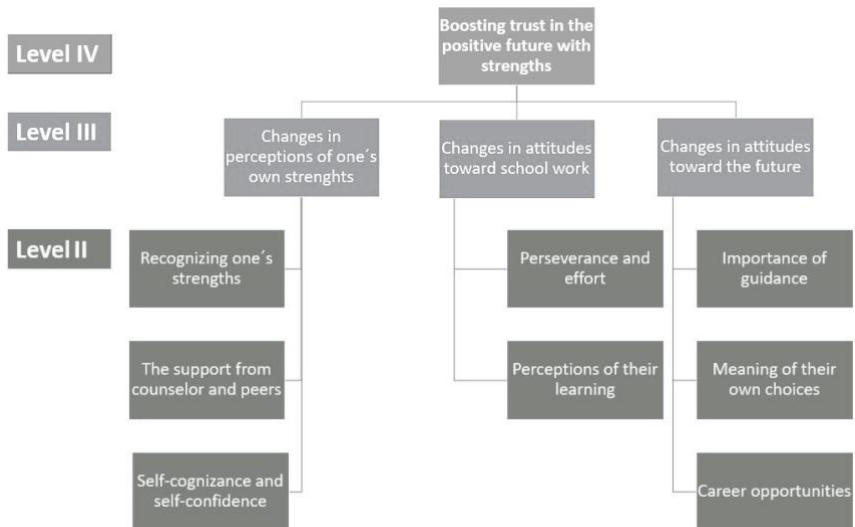 Level IV
Boosting trust in the
positive future with
strengths
Level III
Changes in
perceptions of one´s
own strenghts
Changes in attitudes
toward school work
Changes in attitudes
toward the future
Level II
Recognizing one´s
strengths
Perseverance and
effort
Importance of
guidance
The support from
counselor and peers
Perceptions of their
learning
Meaning of their
own choices
Self-cognizance and
self-confidence
Career opportunities